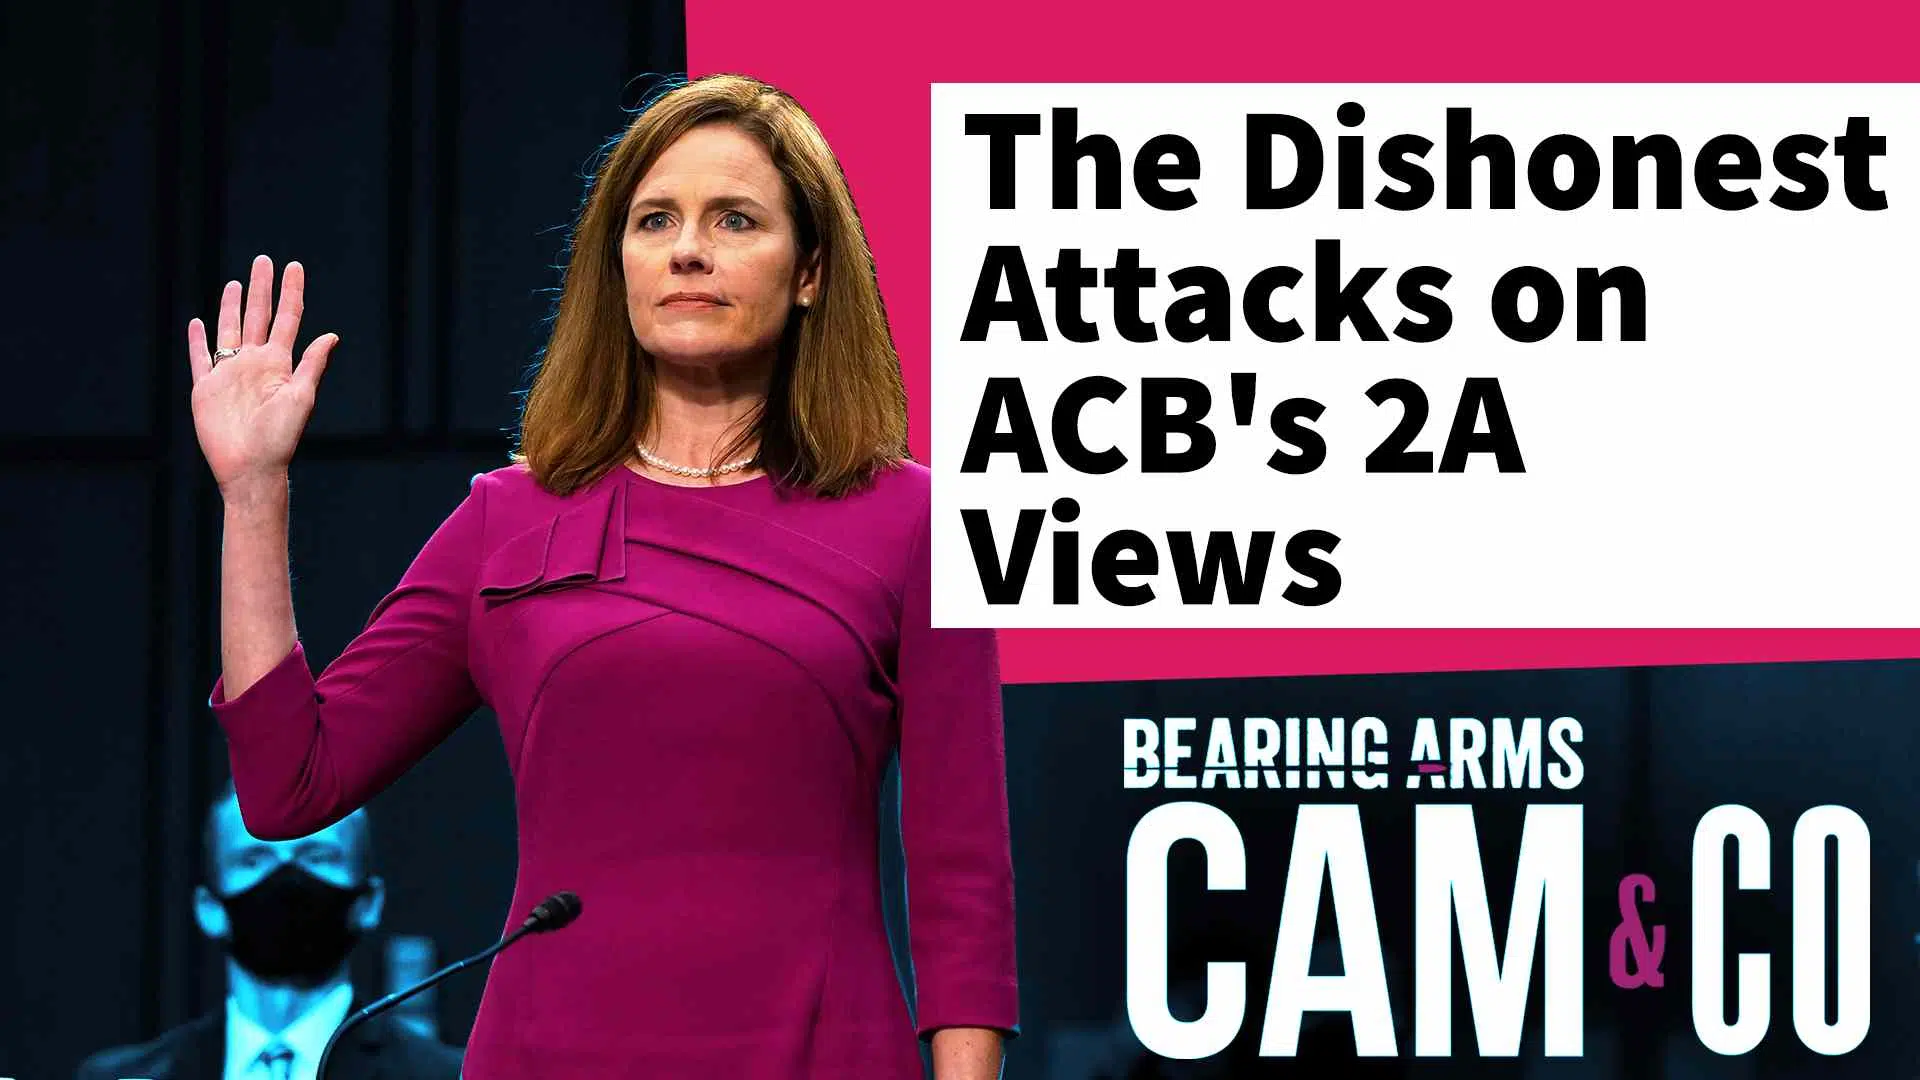 The Dishonest
Attacks on
ACB's 2A
Views
BEARING ARMS
CAM & CO